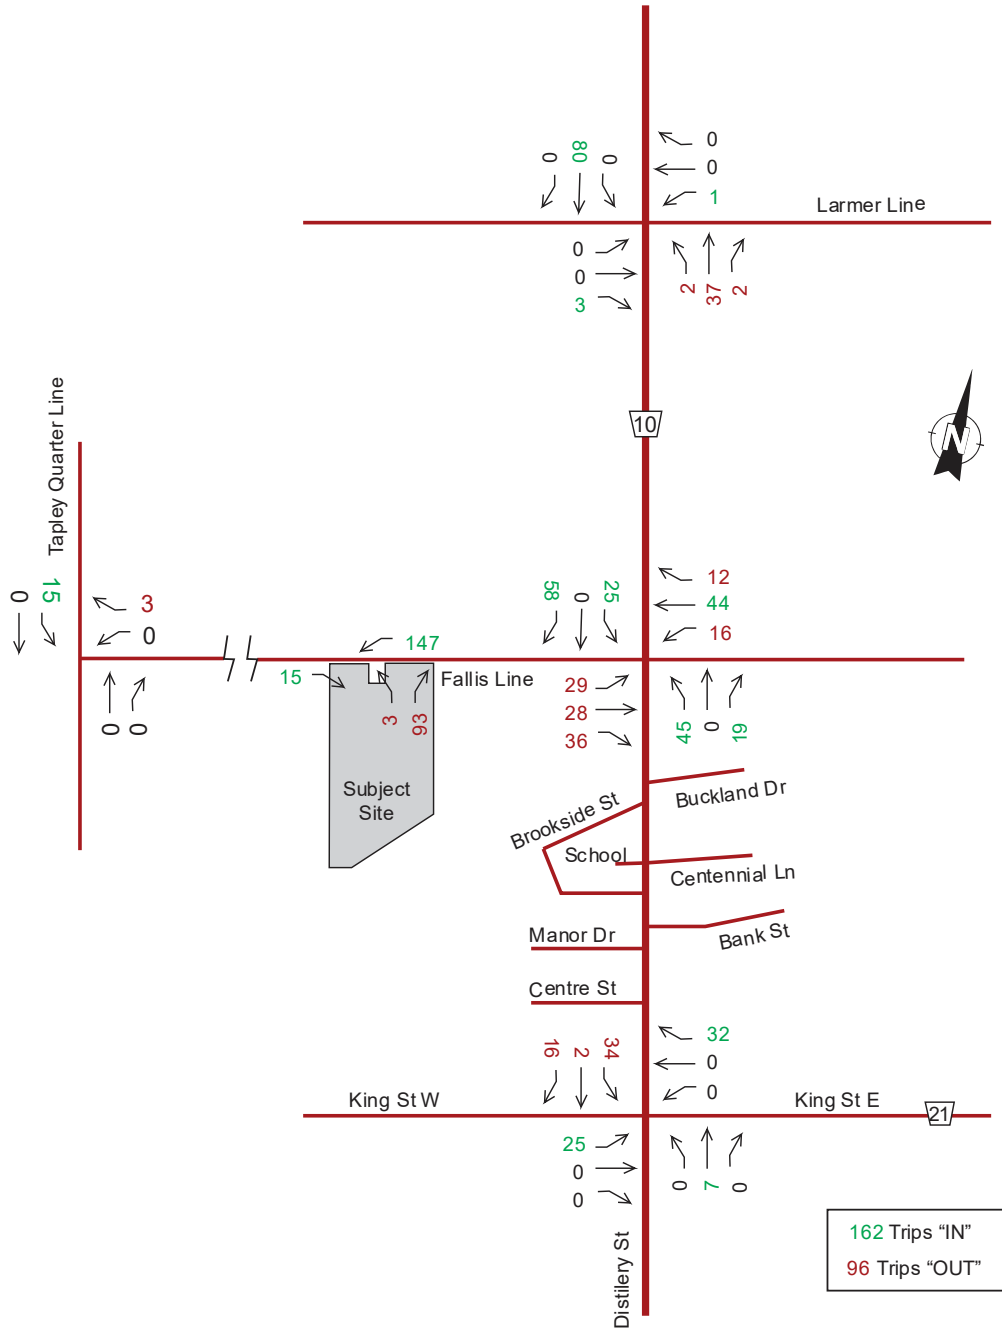 0
80
0
0
0
1
Larmer Line
0
0
3
2
37
2
Tapley Quarter Line
10
N
0
15
3
0
0
0
58
0
25
12
44
16
147
15
Fallis Line
3
93
29
28
36
45
0
19
Subject
Site
Buckland Dr
Brookside St
School
Centennial Ln
Bank St
Manor Dr
Centre St
16
2
34
32
0
0
King St W
King St E
21
25
0
0
0
7
0
Distilery St
162 Trips “IN”
96 Trips “OUT”